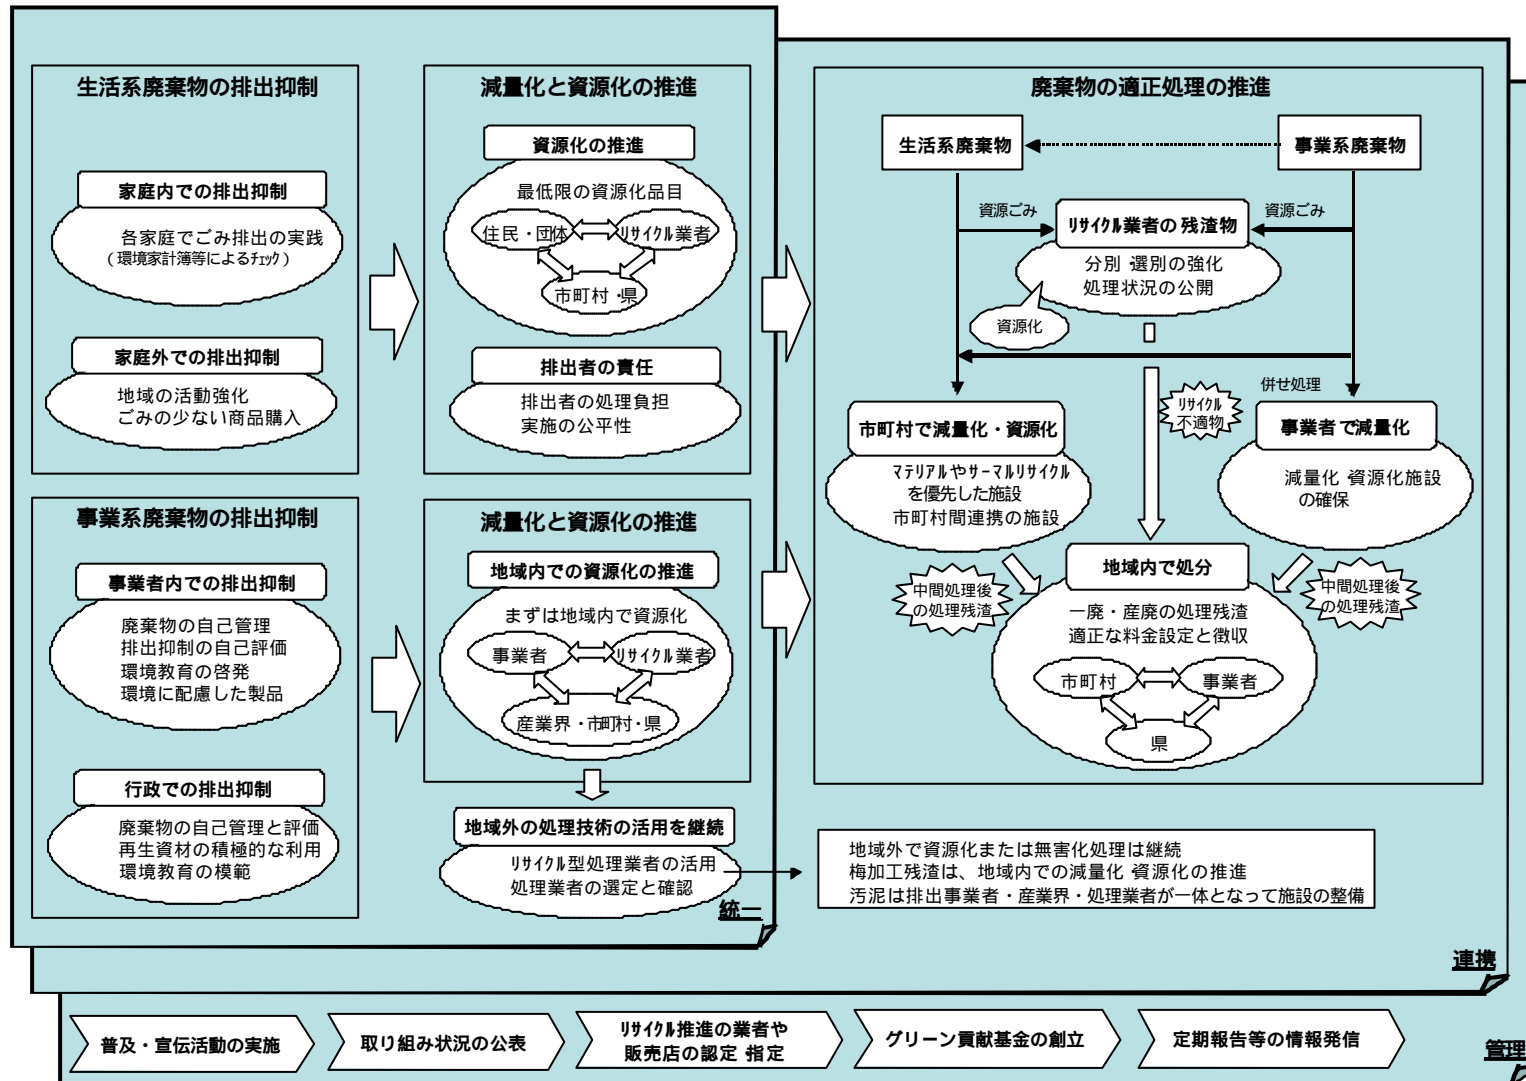 生活系廃棄物の排出抑制
家庭内での排出抑制
各家庭でごみ排出の実践
(環境家計簿等によるﾁｪｯｸ)
家庭外での排出抑制
地域の活動強化
ごみの少ない商品購入
減量化と資源化の推進
資源化の推進
最低限の資源化品目
住民・団体
ﾘｻｲｸﾙ業者
市町村・県
排出者の責任
排出者の処理負担
実施の公平性
事業系廃棄物の排出抑制
事業者内での排出抑制
廃棄物の自己管理
排出抑制の自己評価
環境教育の啓発
環境に配慮した製品
行政での排出抑制
廃棄物の自己管理と評価
再生資材の積極的な利用
環境教育の模範
減量化と資源化の推進
地域内での資源化の推進
まずは地域内で資源化
事業者
ﾘｻｲｸﾙ業者
産業界・市町村・県
地域外の処理技術の活用を継続
ﾘｻｲｸﾙ型処理業者の活用
処理業者の選定と確認
統一
廃棄物の適正処理の推進
生活系廃棄物
事業系廃棄物
資源ごみ
資源ごみ
ﾘｻｲｸﾙ業者の残渣物
分別・選別の強化
処理状況の公開
資源化
併せ処理
ﾘｻｲｸﾙ
不適物
市町村で減量化・資源化
ﾏﾃﾘｱﾙやｻｰﾏﾙﾘｻｲｸﾙ
を優先した施設
市町村間連携の施設
事業者で減量化
減量化・資源化施設
の確保
中間処理後
の処理残渣
中間処理後
の処理残渣
地域内で処分
一廃・産廃の処理残渣
適正な料金設定と徴収
市町村
事業者
県
地域外で資源化または無害化処理は継続
梅加工残渣は、地域内での減量化・資源化の推進
汚泥は排出事業者・産業界・処理業者が一体となって施設の整備
連携
普及・宣伝活動の実施
取り組み状況の公表
ﾘｻｲｸﾙ推進の業者や
販売店の認定・指定
グリーン貢献基金の創立
定期報告等の情報発信
管理